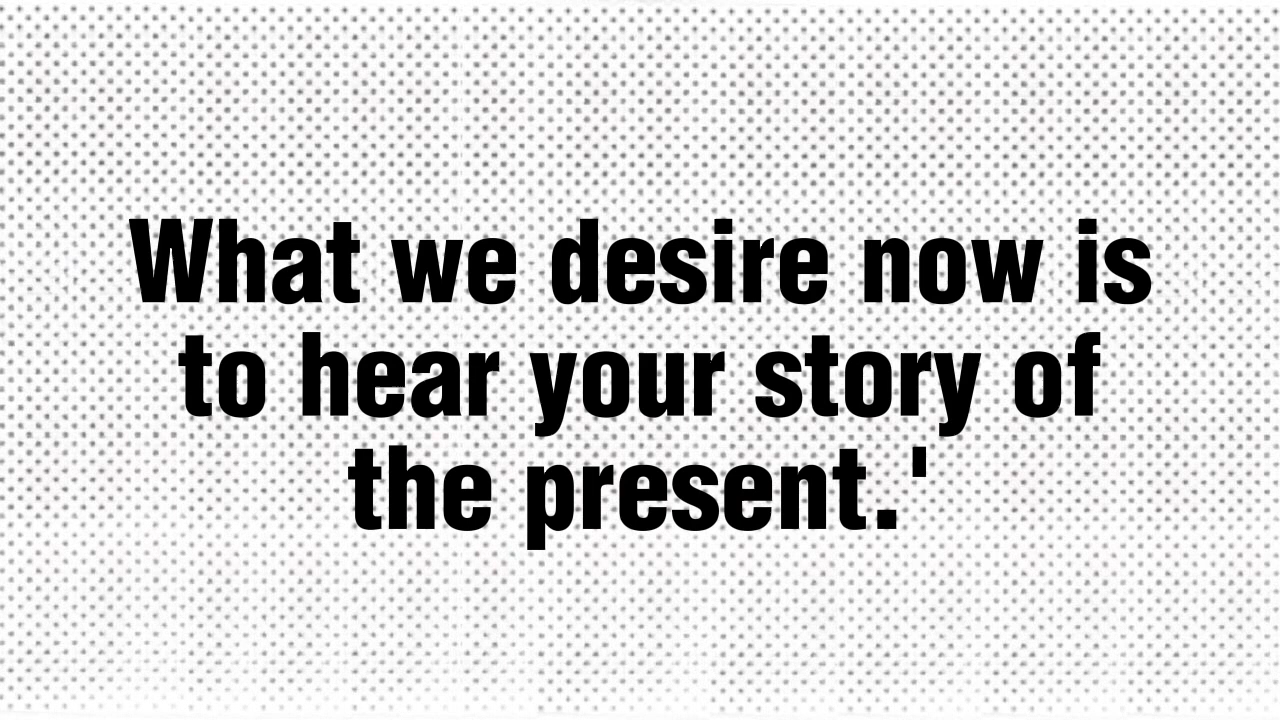 What we desire now is
to hear your story of
the present.'